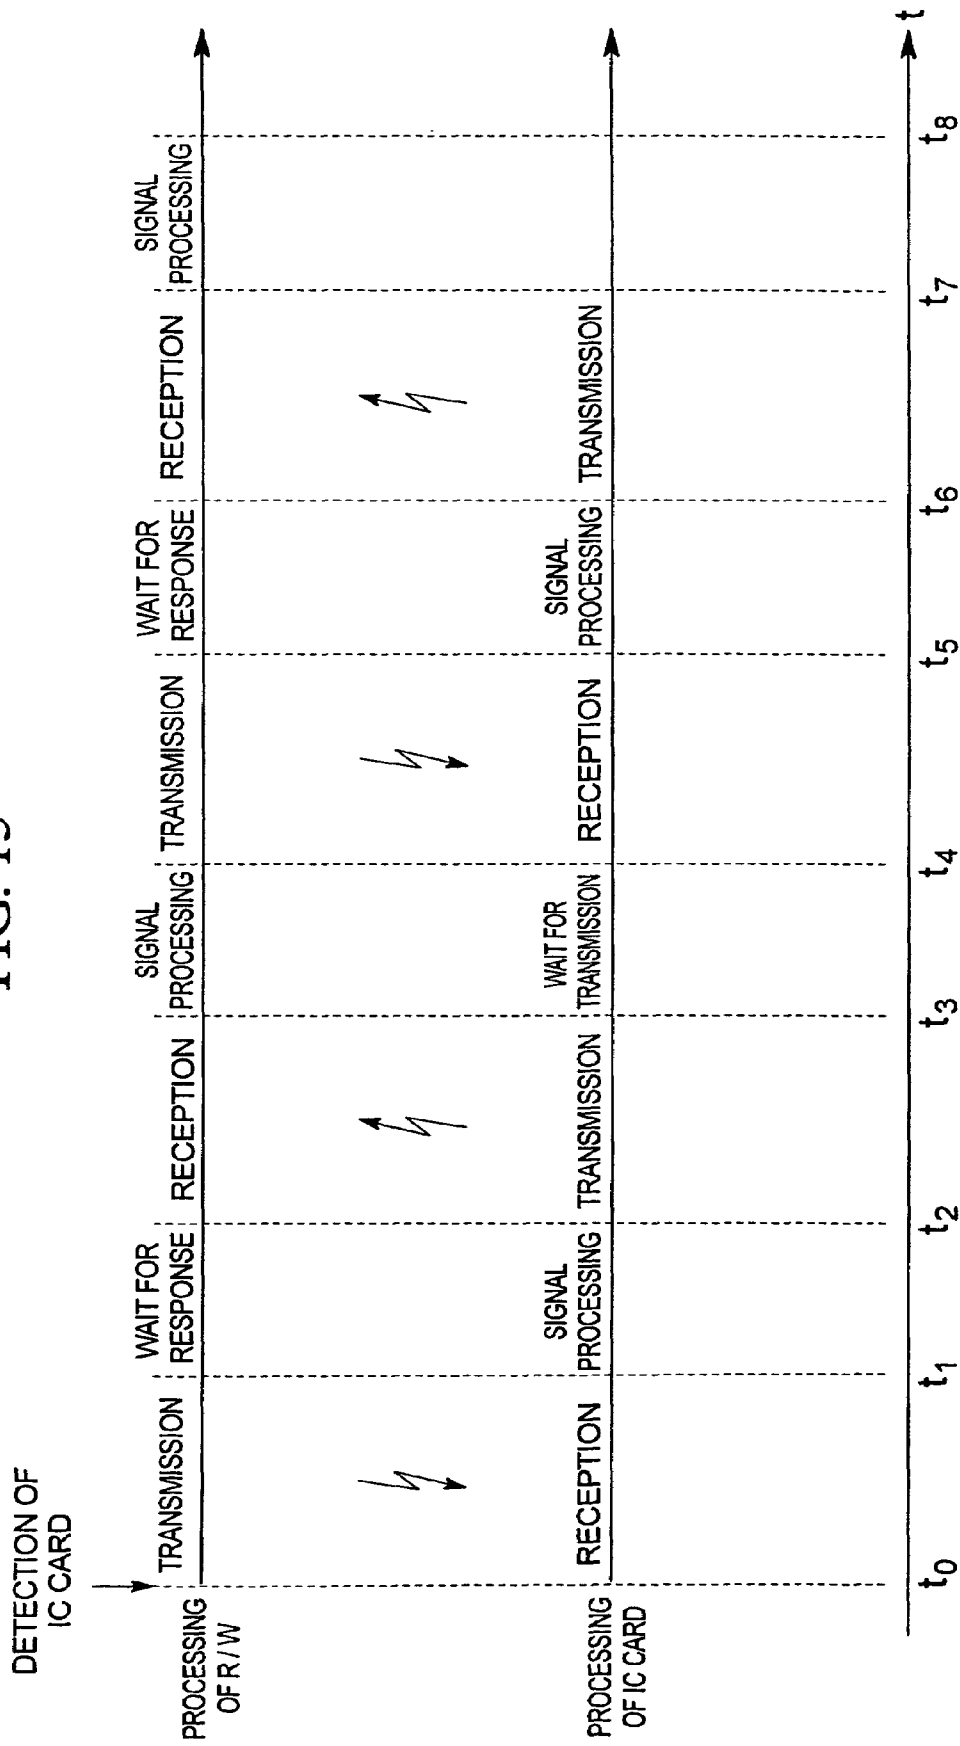 FIG. 19
DETECTION OF
IC CARD
PROCESSING
OF R / W
TRANSMISSION
WAIT FOR
RESPONSE
RECEPTION
SIGNAL
PROCESSING
TRANSMISSION
WAIT FOR
RESPONSE
RECEPTION
SIGNAL
PROCESSING
PROCESSING
OF IC CARD
RECEPTION
SIGNAL
PROCESSING
TRANSMISSION
WAIT FOR
TRANSMISSION
RECEPTION
SIGNAL
PROCESSING
TRANSMISSION
t0 t1 t2 t3 t4 t5 t6 t7 t8 t